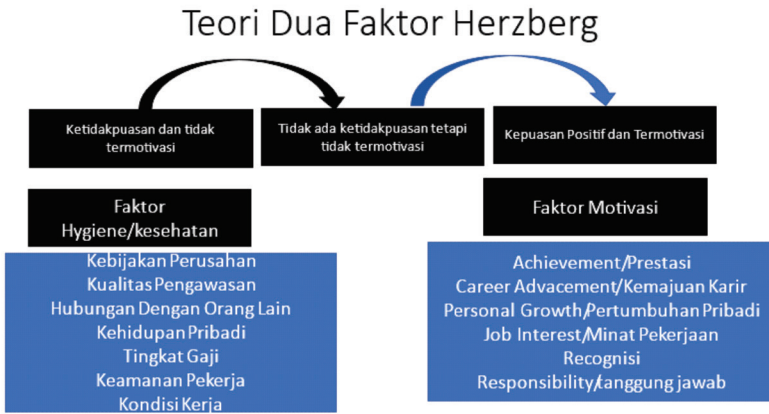 Teori Dua Faktor Herzberg
Ketidakpuasan dan tidak
termotivasi
Tidak ada ketidakpuasan tetapi
tidak termotivasi
Kepuasan Positif dan Termotivasi
Faktor
Hygiene/kesehatan
Kebijakan Perusahan
Kualitas Pengawasan
Hubungan Dengan Orang Lain
Kehidupan Pribadi
Tingkat Gaji
Keamanan Pekerja
Kondisi Kerja
Faktor Motivasi
Achievement/Prestasi
Career Advacement/Kemajuan Karir
Personal Growth/Pertumbuhan Pribadi
Job Interest/Minat Pekerjaan
Recognisi
Responsibility/tanggung jawab